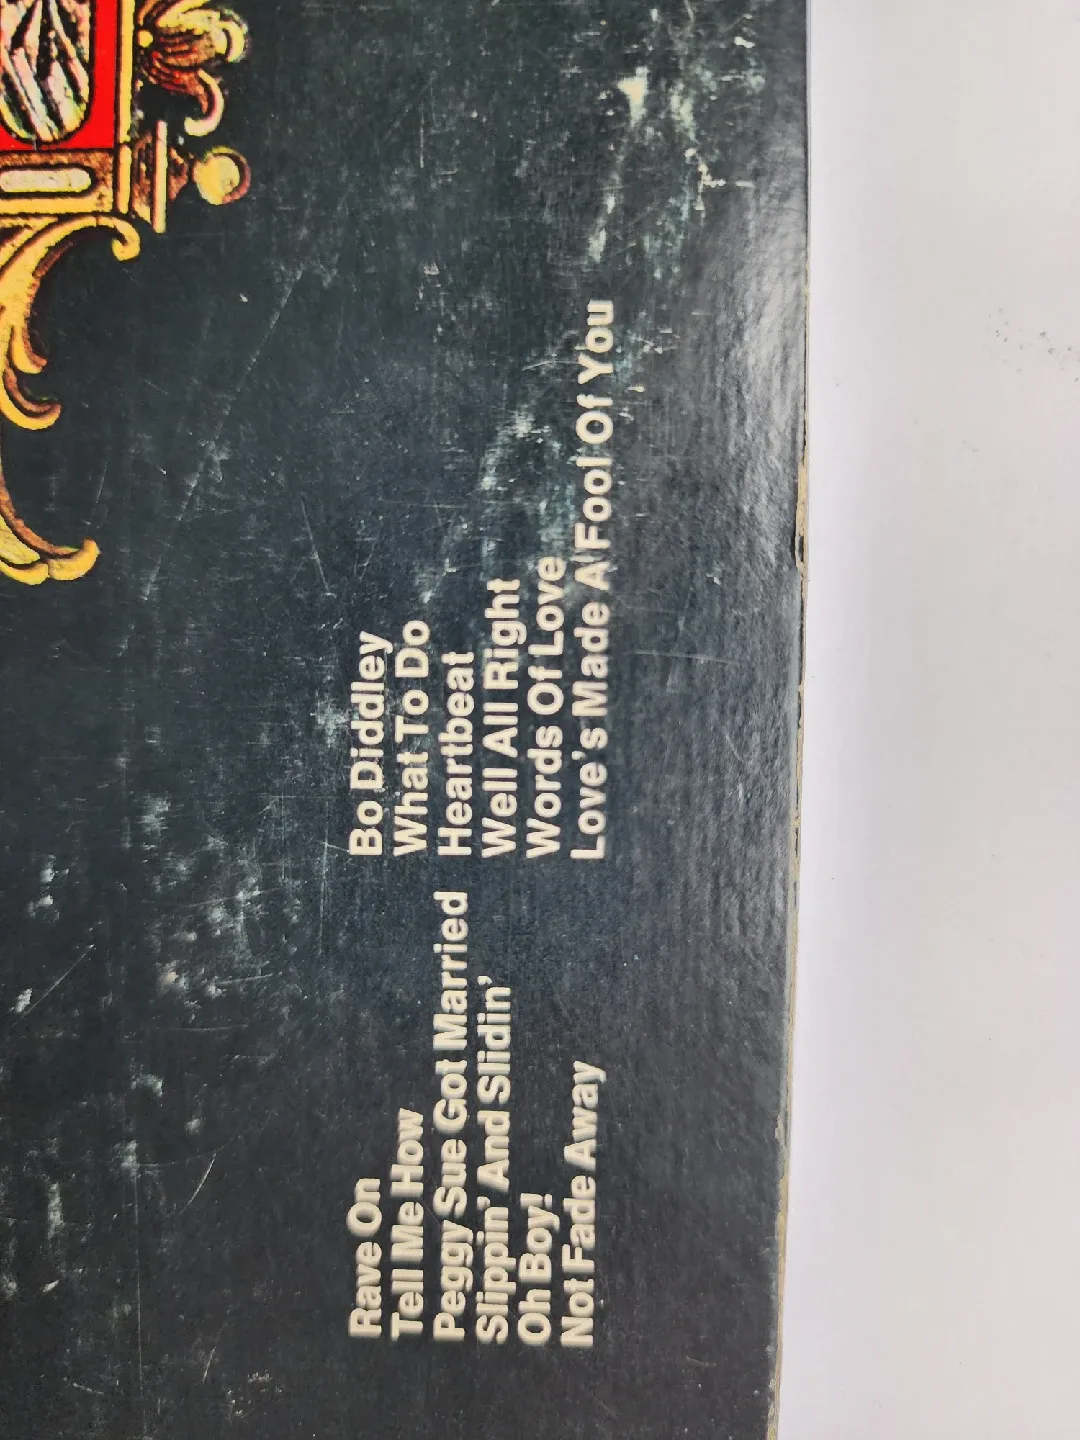 Rave On
Tell Me How
Peggy Sue Got Married
Slippin' And Slidin'
Oh Boy!
Not Fade Away
Bo Diddley
What To Do
Heartbeat
Well All Right
Words Of Love
Love's Made A Fool Of You